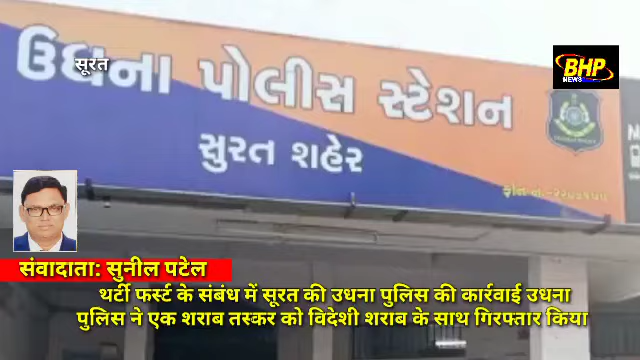 सूरत
ઉધના પોલીસ સ્ટેશન
સુરત શહેર
BHP
NEWS
संवादाता: सुनील पटेल
थर्टी फर्स्ट के संबंध में सूरत की उधना पुलिस की कार्रवाई उधना
पुलिस ने एक शराब तस्कर को विदेशी शराब के साथ गिरफ्तार किया